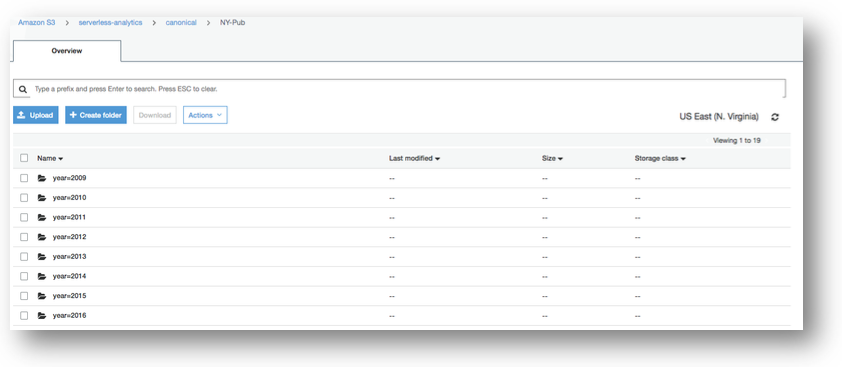 Amazon S3 > serverless-analytics > canonical > NY-Pub
Overview
Type a prefix and press Enter to search. Press ESC to clear.
Upload + Create folder Download Actions
US East (N. Virginia)
Viewing 1 to 19
Name Last modified Size Storage class
year=2009 -- -- --
year=2010 -- -- --
year=2011 -- -- --
year=2012 -- -- --
year=2013 -- -- --
year=2014 -- -- --
year=2015 -- -- --
year=2016 -- -- --